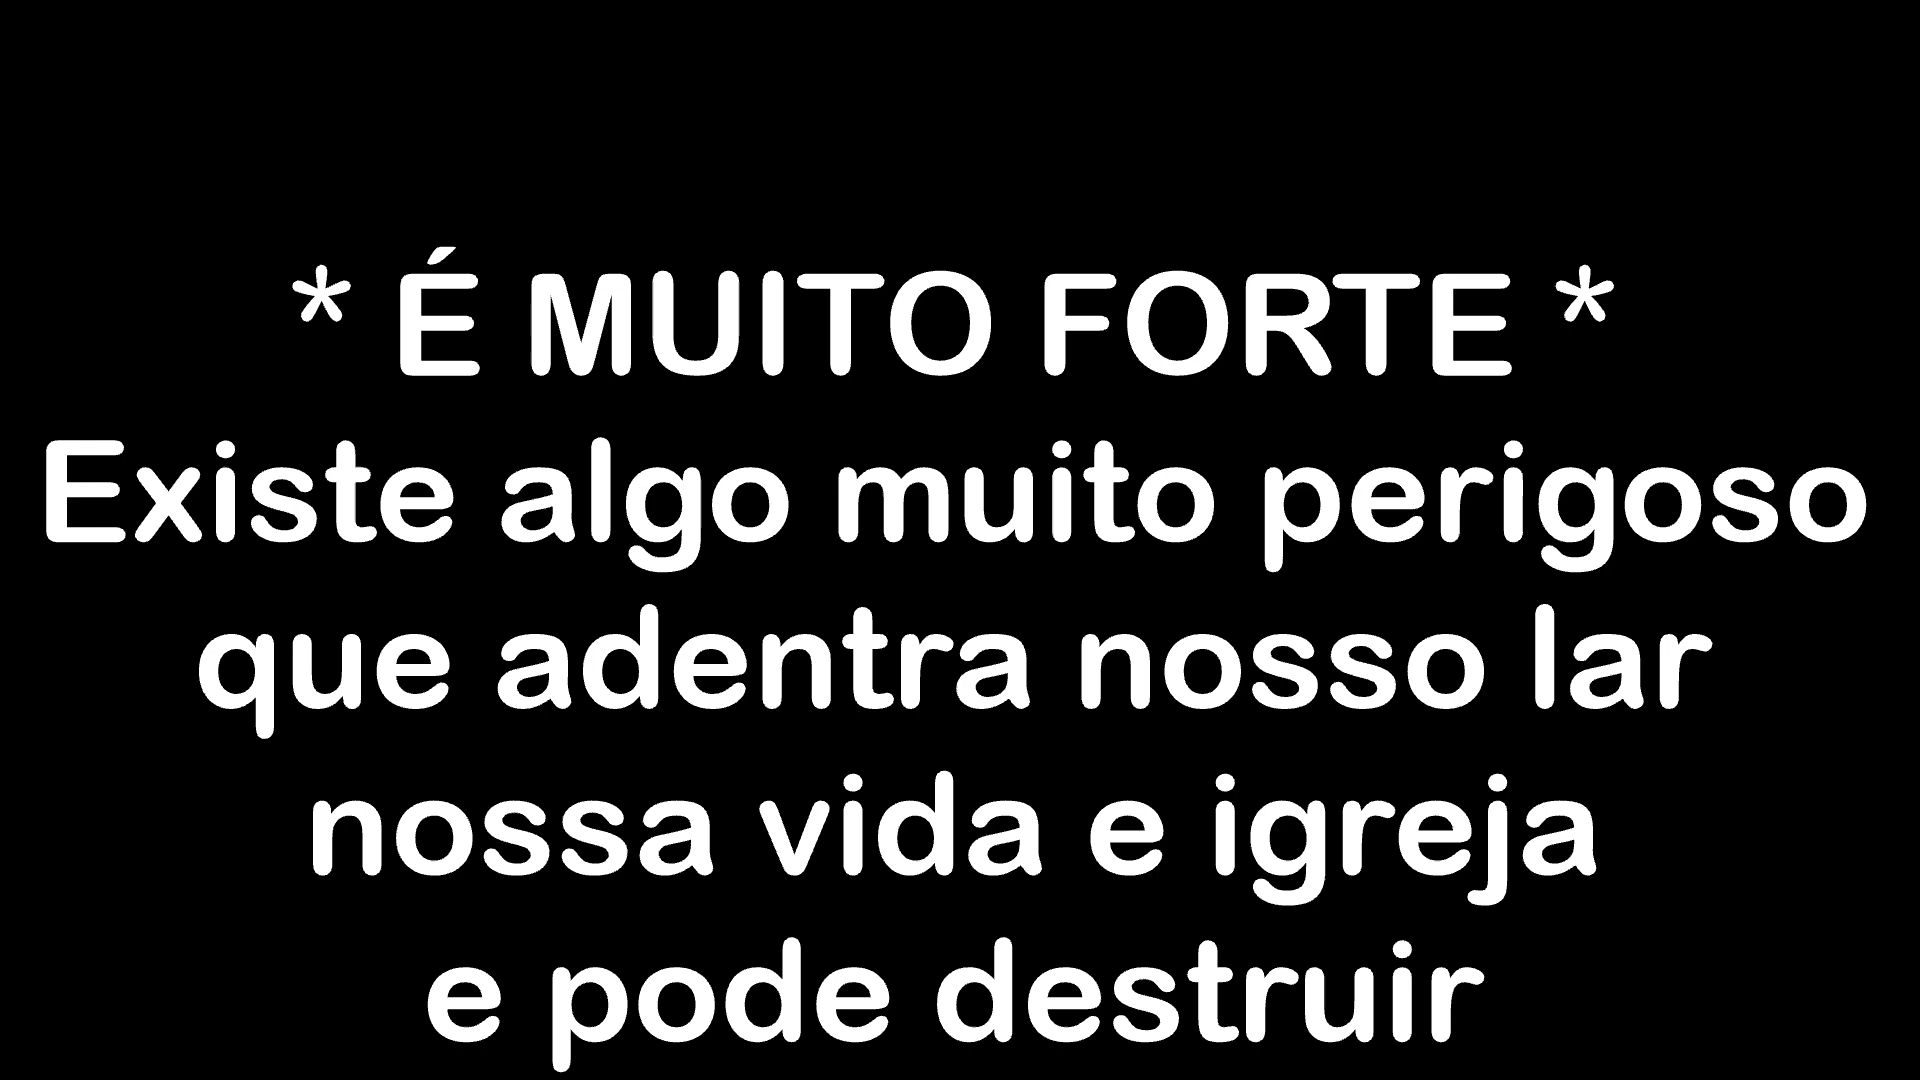 * É MUITO FORTE *
Existe algo muito perigoso
que adentra nosso lar
nossa vida e igreja
e pode destruir